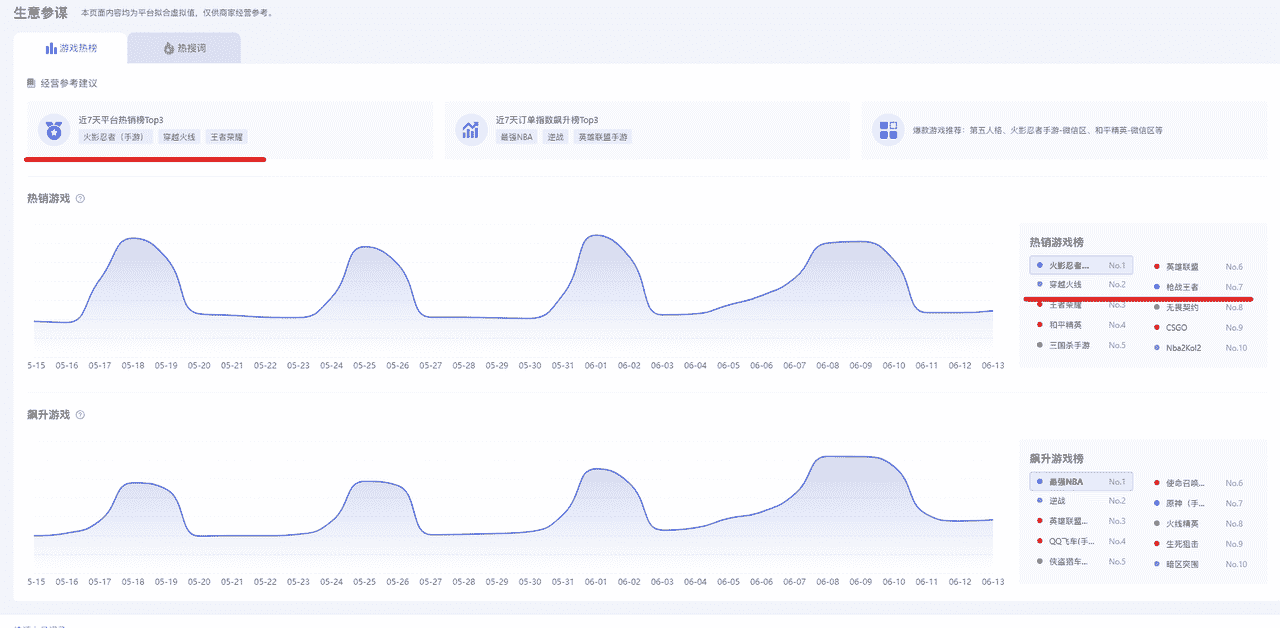 生意参谋 本页面内容均为平台拟合虚拟值，仅供商家经营参考。
游戏热榜 热搜词
经营参考建议
近7天平台热销榜Top3
火影忍者（手游） 穿越火线 王者荣耀
近7天订单指数飙升榜Top3
最强NBA 逆战 英雄联盟手游
爆款游戏推荐：第五人格、火影忍者手游-微信区、和平精英-微信区等
热销游戏
5-15 05-16 05-17 05-18 05-19 05-20 05-21 05-22 05-23 05-24 05-25 05-26 05-27 05-28 05-29 05-30 05-31 06-01 06-02 06-03 06-04 06-05 06-06 06-07 06-08 06-09 06-10 06-11 06-12 06-13
热销游戏榜
火影忍者... No.1
穿越火线 No.2
王者荣耀 No.3
和平精英 No.4
三国杀手游 No.5
英雄联盟 No.6
枪战王者 No.7
无畏契约 No.8
CSGO No.9
Nba2Kol2 No.10
飙升游戏
5-15 05-16 05-17 05-18 05-19 05-20 05-21 05-22 05-23 05-24 05-25 05-26 05-27 05-28 05-29 05-30 05-31 06-01 06-02 06-03 06-04 06-05 06-06 06-07 06-08 06-09 06-10 06-11 06-12 06-13
飙升游戏榜
最强NBA No.1
逆战 No.2
英雄联盟... No.3
QQ飞车(手... No.4
侠盗猎车... No.5
使命召唤... No.6
原神（手... No.7
火线精英 No.8
生死狙击 No.9
暗区突围 No.10